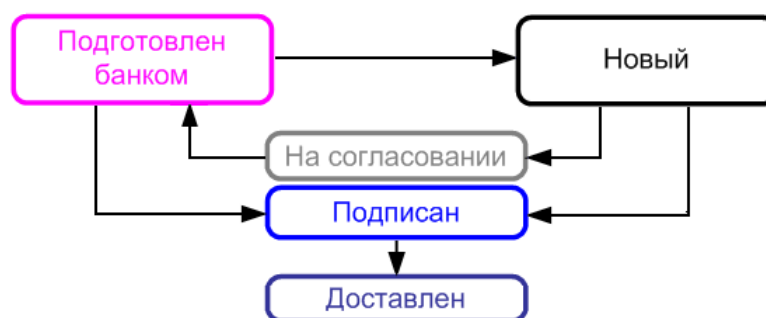 Подготовлен
банком
Новый
На согласовании
Подписан
Доставлен